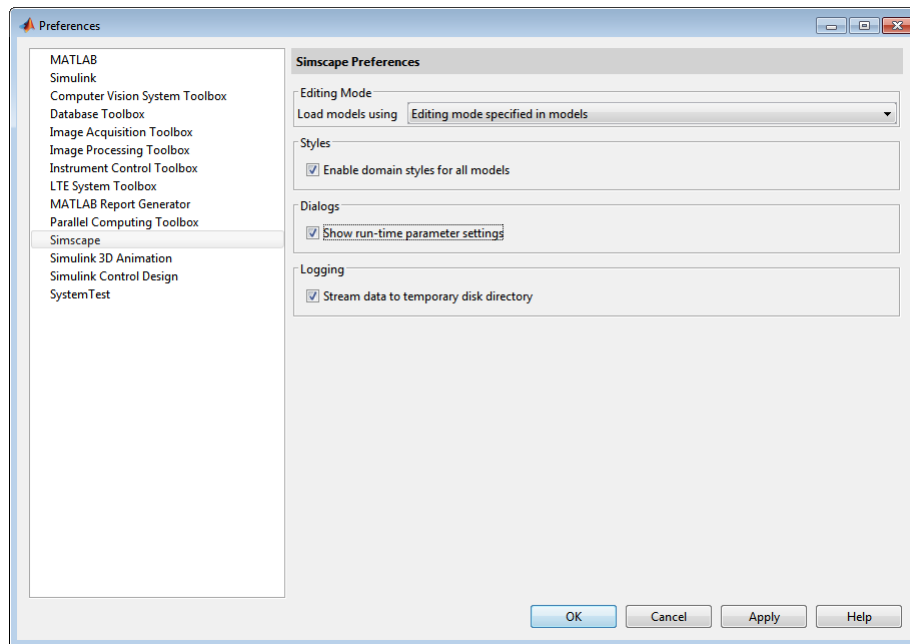 Preferences
MATLAB
Simulink
Computer Vision System Toolbox
Database Toolbox
Image Acquisition Toolbox
Image Processing Toolbox
Instrument Control Toolbox
LTE System Toolbox
MATLAB Report Generator
Parallel Computing Toolbox
Simscape
Simulink 3D Animation
Simulink Control Design
SystemTest
Simscape Preferences
Editing Mode
Load models using Editing mode specified in models
Styles
Enable domain styles for all models
Dialogs
Show run-time parameter settings
Logging
Stream data to temporary disk directory
OK Cancel Apply Help